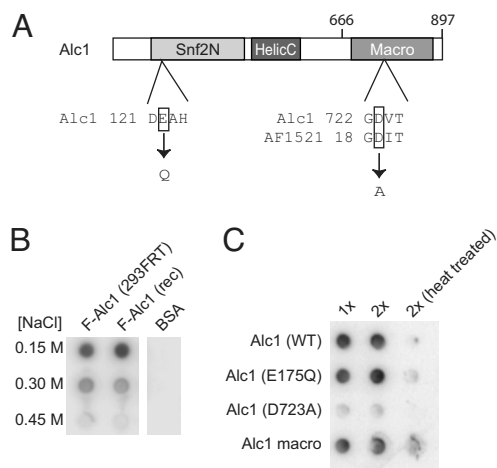 A
666 897
Alc1 Snf2N HelicC Macro
Alc1 121 DEAH Alc1 722 GDVT
AF1521 18 GDIT
Q A
B
[NaCl] F-Alc1 (293FRT) F-Alc1 (rec) BSA
0.15 M
0.30 M
0.45 M
C
1x 2x 2x (heat treated)
Alc1 (WT)
Alc1 (E175Q)
Alc1 (D723A)
Alc1 macro